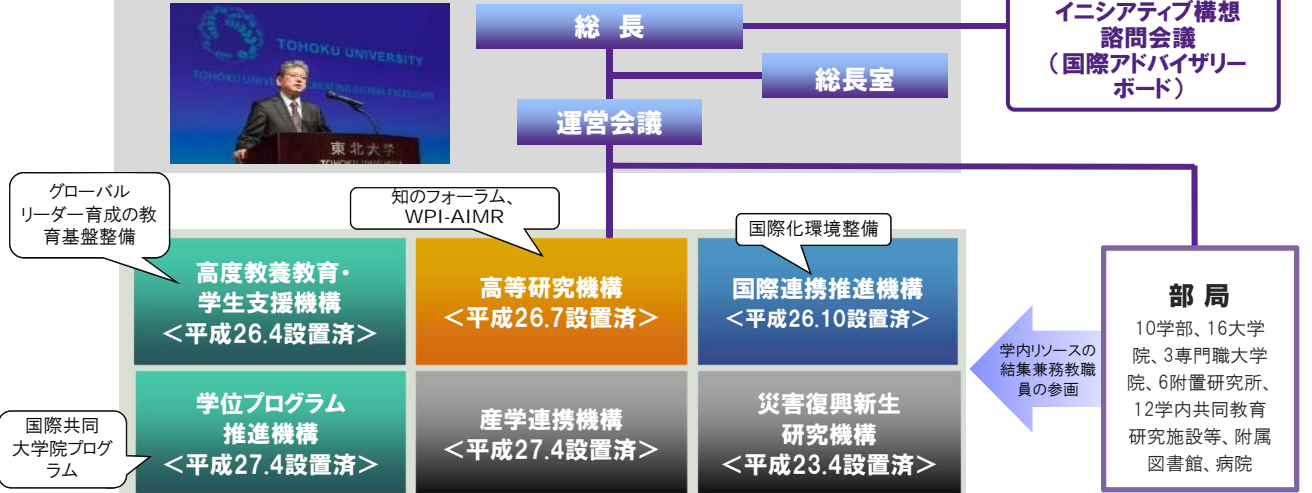 イニシアティブ構想
諮問会議
（国際アドバイザリー
ボード）
総 長
総長室
運営会議
TOHOKU UNIVERSITY
TOHOKU UNIVERSITY CREATING GLOBAL EXCELLENCE
東北大学
TOHOKU UNIVERSITY
グローバル
リーダー育成の教
育基盤整備
知のフォーラム、
WPI-AIMR
国際化環境整備
高度教養教育・
学生支援機構
＜平成26.4設置済＞
高等研究機構
＜平成26.7設置済＞
国際連携推進機構
＜平成26.10設置済＞
国際共同
大学院プログ
ラム
学位プログラム
推進機構
＜平成27.4設置済＞
産学連携機構
＜平成27.4設置済＞
災害復興新生
研究機構
＜平成23.4設置済＞
学内リソースの
結集兼務教職
員の参画
部 局
10学部、16大学
院、3専門職大学
院、6附置研究所、
12学内共同教育
研究施設等、附属
図書館、病院